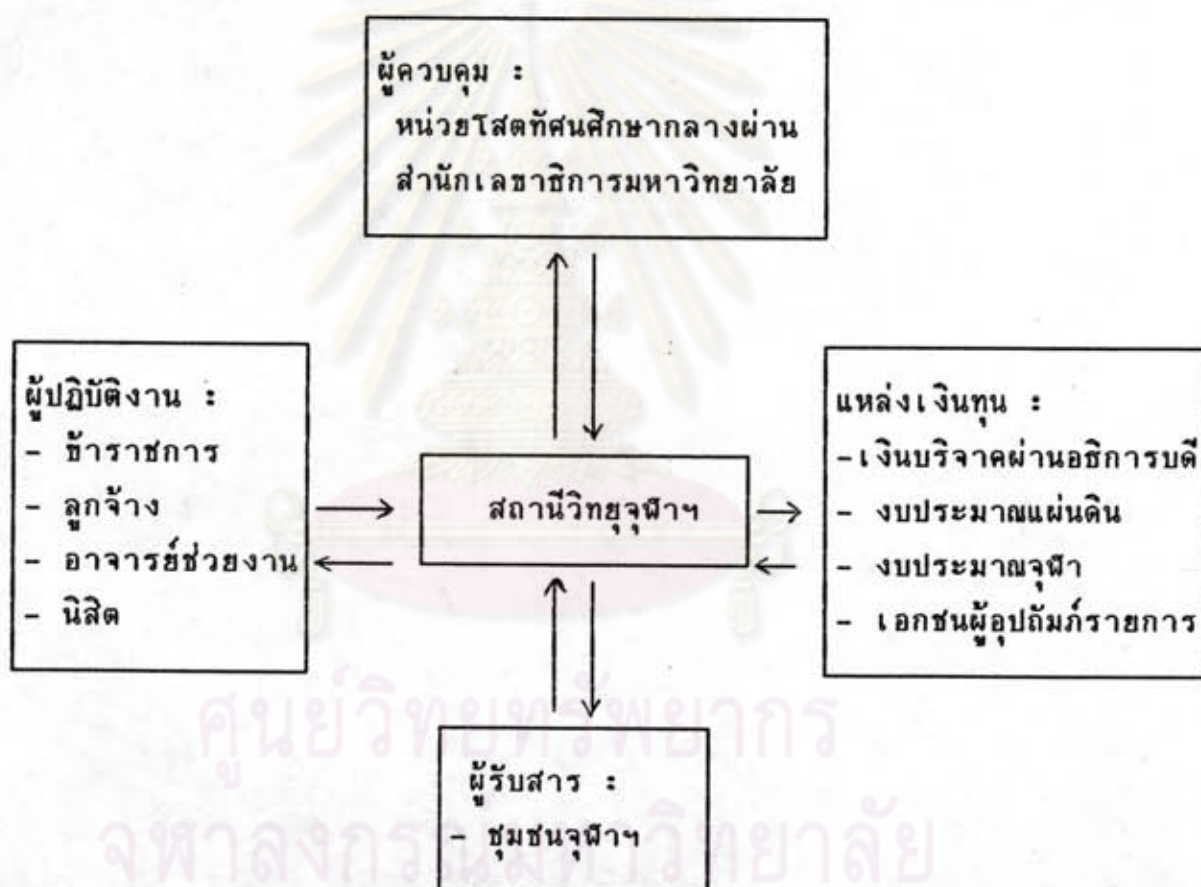 ผู้ควบคุม :
หน่วยโสตทัศนศึกษากลางผ่าน
สำนักเลขาธิการมหาวิทยาลัย
ผู้ปฏิบัติงาน :
- ข้าราชการ
- ลูกจ้าง
- อาจารย์ช่วยงาน
- นิสิต
สถานีวิทยุจุฬาฯ
แหล่งเงินทุน :
-เงินบริจาคผ่านอธิการบดี
- งบประมาณแผ่นดิน
- งบประมาณจุฬา
- เอกชนผู้อุปถัมภ์รายการ
ผู้รับสาร :
- ชุมชนจุฬาฯ
ศูนย์วิทยทรัพยากร
จุฬาลงกรณ์มหาวิทยาลัย